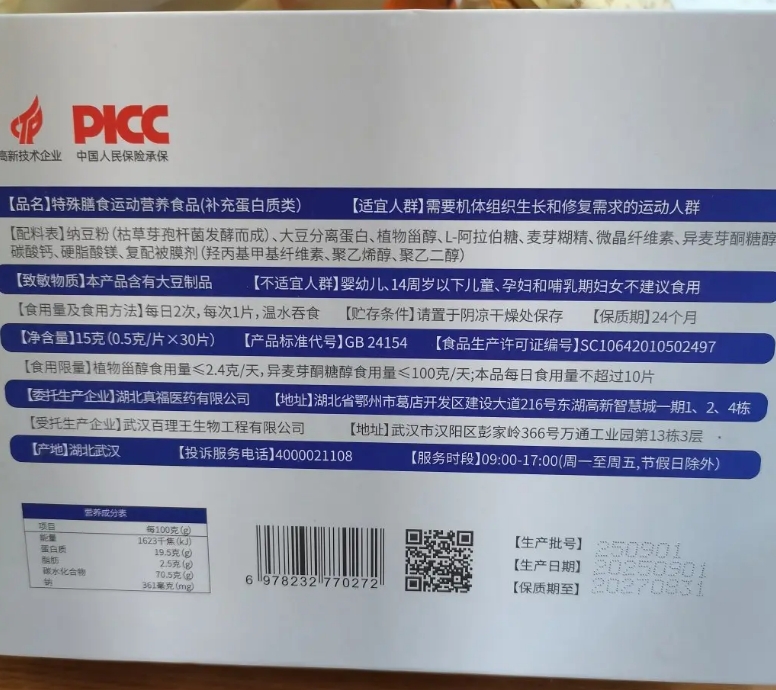 PICC
高新技术企业 中国人民保险承保
【品名】特殊膳食运动营养食品(补充蛋白质类) 【适宜人群】需要机体组织生长和修复需求的运动人群
【配料表】纳豆粉(枯草芽孢杆菌发酵而成)、大豆分离蛋白、植物甾醇、L-阿拉伯糖、麦芽糊精、微晶纤维素、异麦芽酮糖醇
碳酸钙、硬脂酸镁、复配被膜剂(羟丙基甲基纤维素、聚乙烯醇、聚乙二醇)
【致敏物质】本产品含有大豆制品 【不适宜人群】婴幼儿、14周岁以下儿童、孕妇和哺乳期妇女不建议食用
【食用量及食用方法】每日2次,每次1片,温水吞食 【贮存条件】请置于阴凉干燥处保存 【保质期】24个月
【净含量】15克(0.5克/片×30片) 【产品标准代号】GB 24154 【食品生产许可证编号】SC10642010502497
【食用限量】植物甾醇食用量≤2.4克/天,异麦芽酮糖醇食用量≤100克/天;本品每日食用量不超过10片
【委托生产企业】湖北真福医药有限公司 【地址】湖北省鄂州市葛店开发区建设大道216号东湖高新智慧城一期1、2、4栋
【受托生产企业】武汉百理王生物工程有限公司 【地址】武汉市汉阳区彭家岭366号万通工业园第13栋3层
【产地】湖北武汉 【投诉服务电话】4000021108 【服务时段】09:00-17:00(周一至周五,节假日除外)
营养成分表
项目 每100克(g)
能量 1623千焦(kJ)
蛋白质 19.5克(g)
脂肪 2.5克(g)
碳水化合物 70.5克(g)
钠 361毫克(mg)
6 978232 770272
【生产批号】 250901
【生产日期】 20250901
【保质期至】 20270831